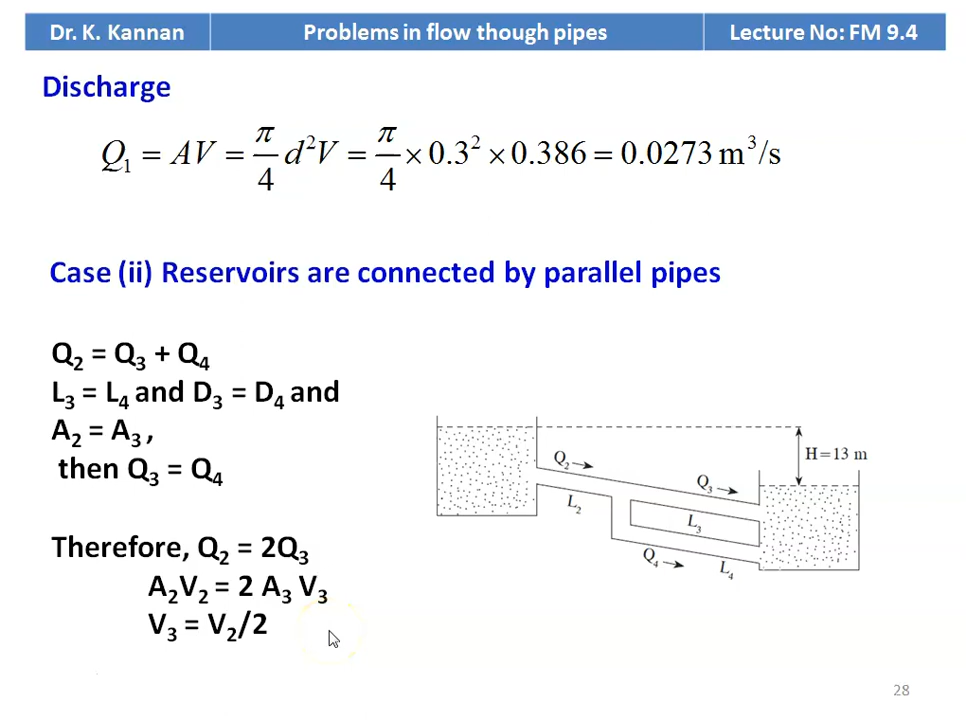 Dr. K. Kannan
Problems in flow though pipes
Lecture No: FM 9.4
Discharge
Q₁ = AV = π/4 d²V = π/4 × 0.3² × 0.386 = 0.0273 m³/s
Case (ii) Reservoirs are connected by parallel pipes
Q₂ = Q₃ + Q₄
L₃ = L₄ and D₃ = D₄ and
A₂ = A₃ ,
then Q₃ = Q₄
Therefore, Q₂ = 2Q₃
A₂V₂ = 2 A₃ V₃
V₃ = V₂/2
H=13 m
Q₂
Q₃
L₂
L₃
Q₄
L₄
28